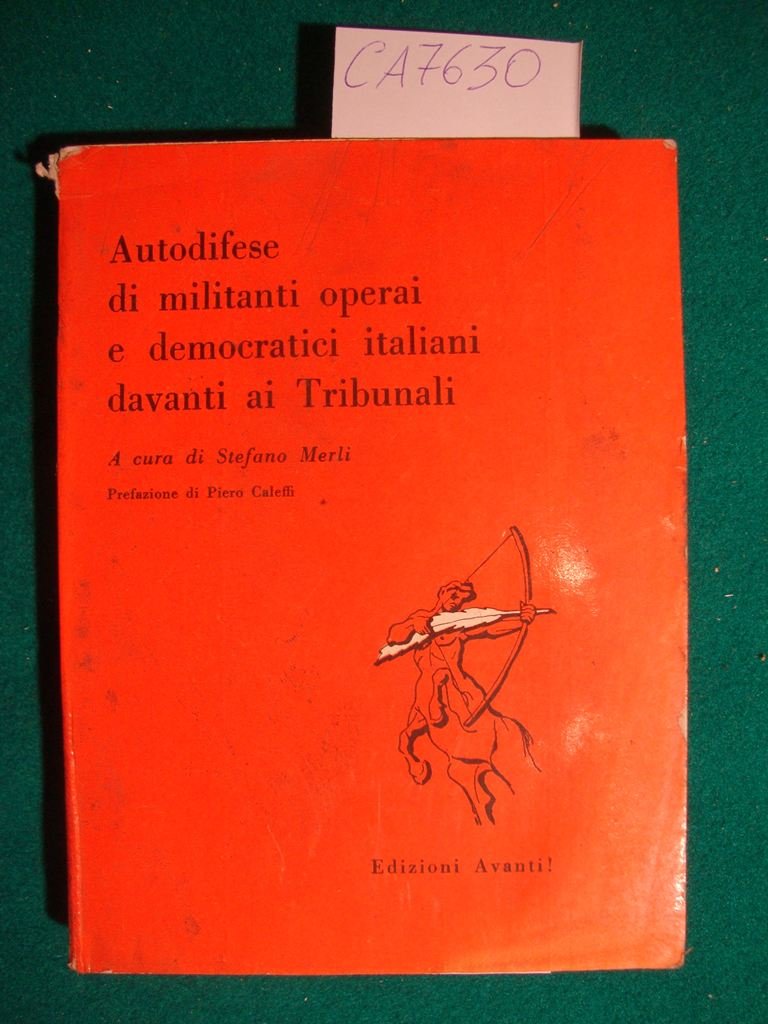 CA7630
Autodifese
di militanti operai
e democratici italiani
davanti ai Tribunali
A cura di Stefano Merli
Prefazione di Piero Caleffi
Edizioni Avanti!